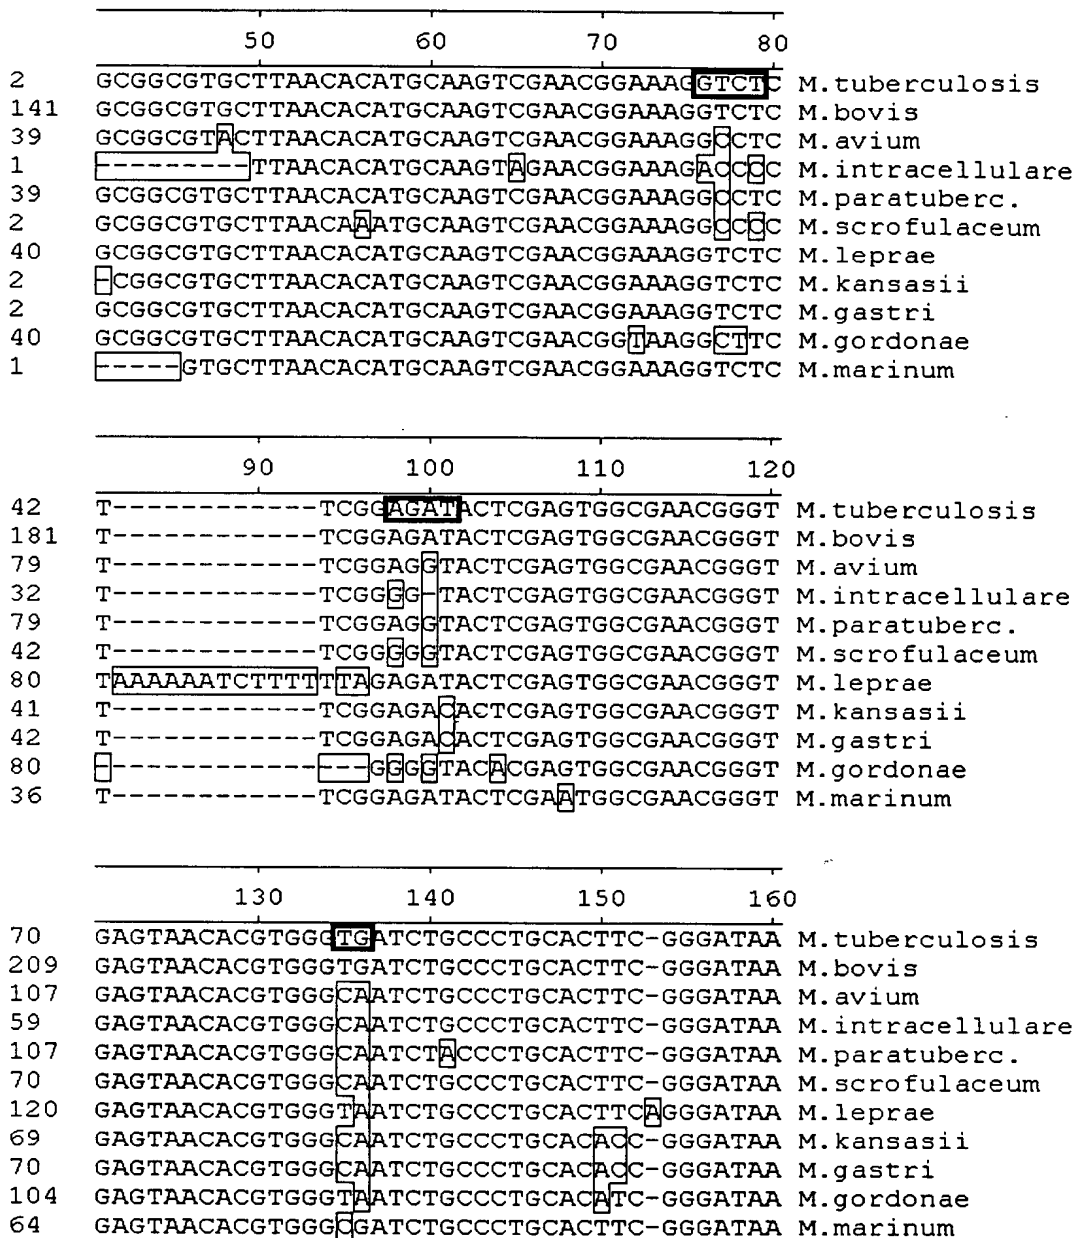 50 60 70 80
2 GCGGCGTGCTTAACACATGCAAGTCGAACGGAAAGGTCTC M.tuberculosis
141 GCGGCGTGCTTAACACATGCAAGTCGAACGGAAAGGTCTC M.bovis
39 GCGGCGTACTTAACACATGCAAGTCGAACGGAAAGGCCTC M.avium
1 ---------TTAACACATGCAAGTAGAACGGAAAGACCCC M.intracellulare
39 GCGGCGTGCTTAACACATGCAAGTCGAACGGAAAGGCCTC M.paratuberc.
2 GCGGCGTGCTTAACAAATGCAAGTCGAACGGAAAGGCCCC M.scrofulaceum
40 GCGGCGTGCTTAACACATGCAAGTCGAACGGAAAGGTCTC M.leprae
2 -CGGCGTGCTTAACACATGCAAGTCGAACGGAAAGGTCTC M.kansasii
2 GCGGCGTGCTTAACACATGCAAGTCGAACGGAAAGGTCTC M.gastri
40 GCGGCGTGCTTAACACATGCAAGTCGAACGGTAAGGCTTC M.gordonae
1 -----GTGCTTAACACATGCAAGTCGAACGGAAAGGTCTC M.marinum
90 100 110 120
42 T------------TCGGAGATACTCGAGTGGCGAACGGGT M.tuberculosis
181 T------------TCGGAGATACTCGAGTGGCGAACGGGT M.bovis
79 T------------TCGGAGGTACTCGAGTGGCGAACGGGT M.avium
32 T------------TCGGGG-TACTCGAGTGGCGAACGGGT M.intracellulare
79 T------------TCGGAGGTACTCGAGTGGCGAACGGGT M.paratuberc.
42 T------------TCGGGGGTACTCGAGTGGCGAACGGGT M.scrofulaceum
80 TAAAAAATCTTTTTTAGAGATACTCGAGTGGCGAACGGGT M.leprae
41 T------------TCGGAGACACTCGAGTGGCGAACGGGT M.kansasii
42 T------------TCGGAGACACTCGAGTGGCGAACGGGT M.gastri
80 ----------------GGGGTACACGAGTGGCGAACGGGT M.gordonae
36 T------------TCGGAGATACTCGAATGGCGAACGGGT M.marinum
130 140 150 160
70 GAGTAACACGTGGGTGATCTGCCCTGCACTTC-GGGATAA M.tuberculosis
209 GAGTAACACGTGGGTGATCTGCCCTGCACTTC-GGGATAA M.bovis
107 GAGTAACACGTGGGCAATCTGCCCTGCACTTC-GGGATAA M.avium
59 GAGTAACACGTGGGCAATCTGCCCTGCACTTC-GGGATAA M.intracellulare
107 GAGTAACACGTGGGCAATCTACCCTGCACTTC-GGGATAA M.paratuberc.
70 GAGTAACACGTGGGCAATCTGCCCTGCACTTC-GGGATAA M.scrofulaceum
120 GAGTAACACGTGGGTAATCTGCCCTGCACTTCAGGGATAA M.leprae
69 GAGTAACACGTGGGCAATCTGCCCTGCACACC-GGGATAA M.kansasii
70 GAGTAACACGTGGGCAATCTGCCCTGCACACC-GGGATAA M.gastri
104 GAGTAACACGTGGGTAATCTGCCCTGCACATC-GGGATAA M.gordonae
64 GAGTAACACGTGGGCGATCTGCCCTGCACTTC-GGGATAA M.marinum